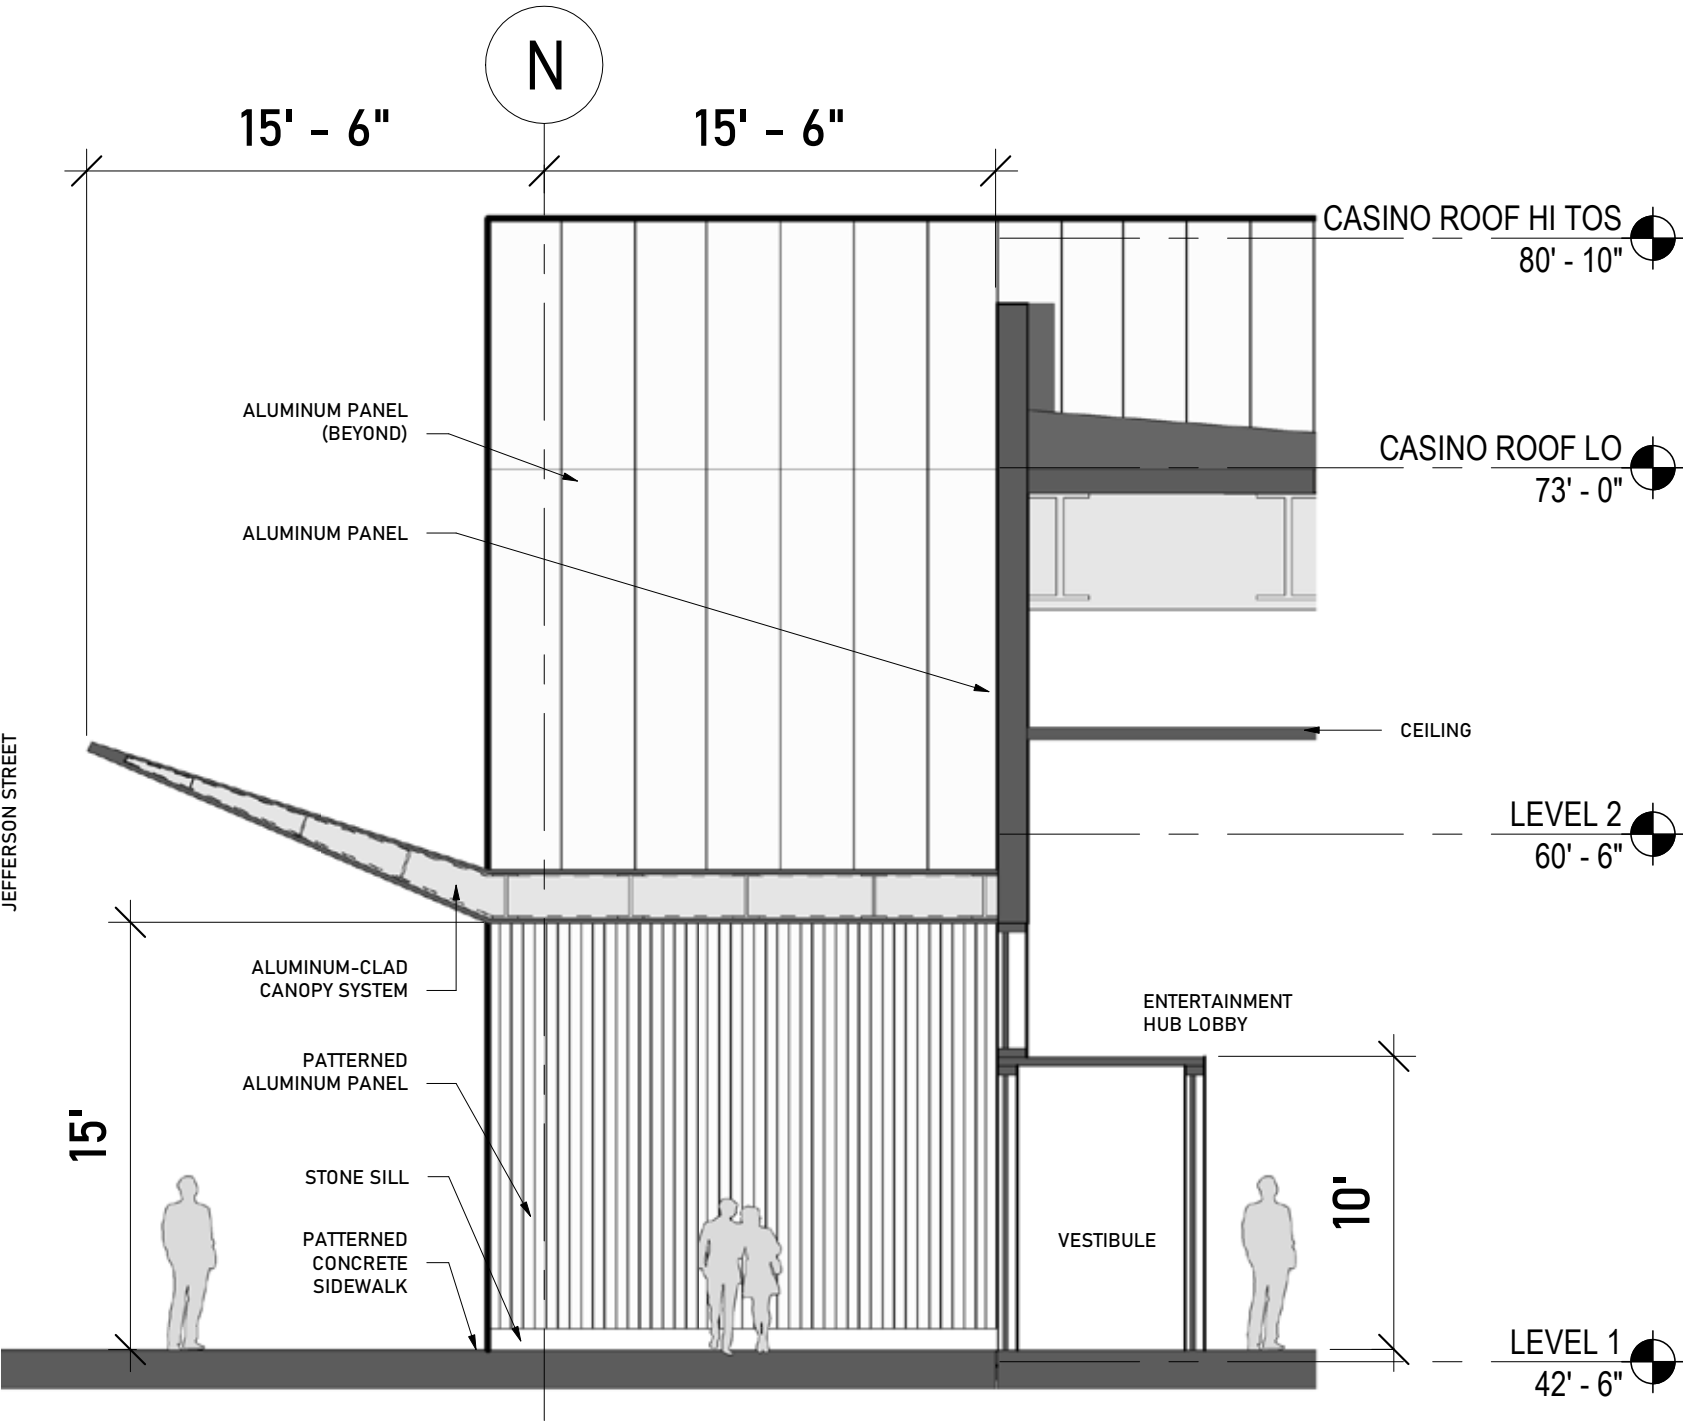 N
15' - 6"
15' - 6"
CASINO ROOF HI TOS
80' - 10"
ALUMINUM PANEL
(BEYOND)
CASINO ROOF LO
73' - 0"
ALUMINUM PANEL
CEILING
JEFFERSON STREET
LEVEL 2
60' - 6"
ALUMINUM-CLAD
CANOPY SYSTEM
ENTERTAINMENT
HUB LOBBY
PATTERNED
ALUMINUM PANEL
15'
STONE SILL
10'
PATTERNED
CONCRETE
SIDEWALK
VESTIBULE
LEVEL 1
42' - 6"